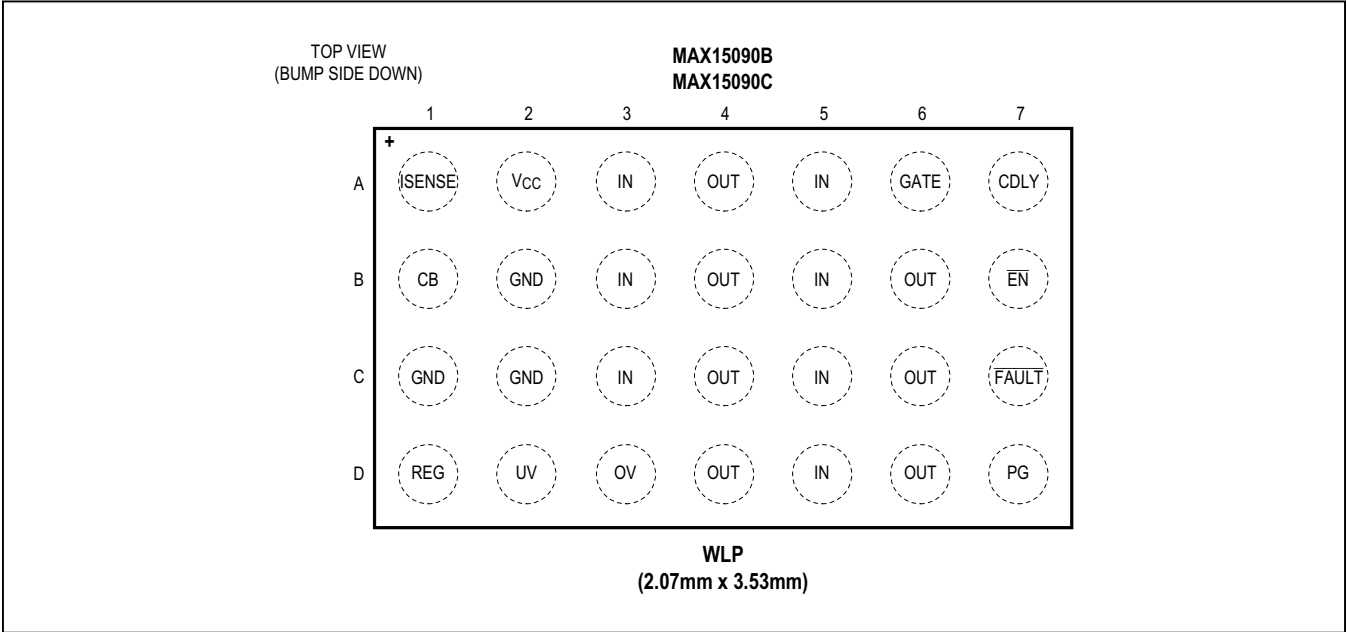 TOP VIEW
(BUMP SIDE DOWN)
MAX15090B
MAX15090C
1 2 3 4 5 6 7
+
A ISENSE VCC IN OUT IN GATE CDLY
B CB GND IN OUT IN OUT E̅N̅
C GND GND IN OUT IN OUT F̅A̅U̅L̅T̅
D REG UV OV OUT IN OUT PG
WLP
(2.07mm x 3.53mm)